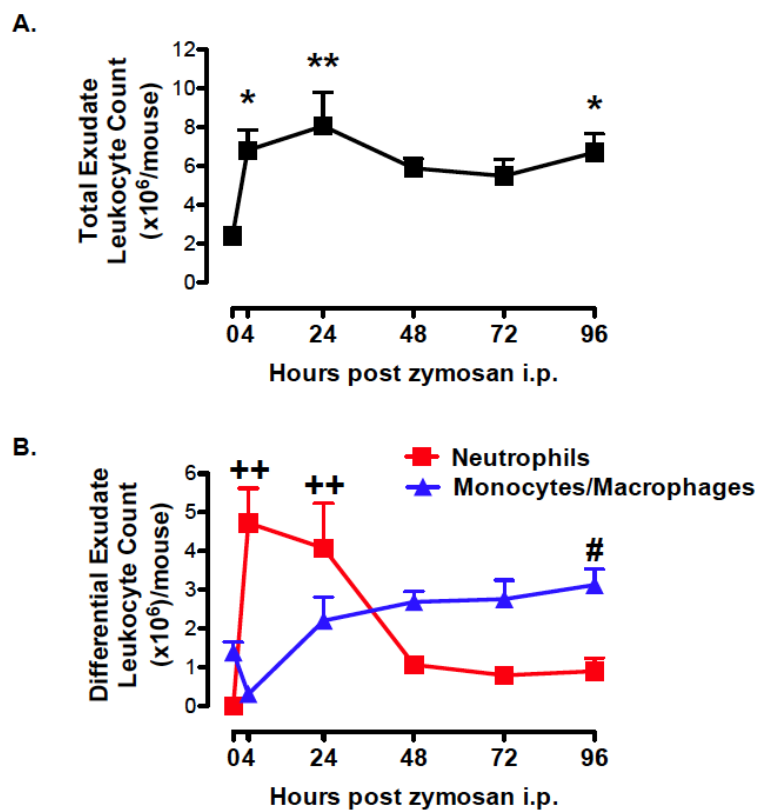 A.
Total Exudate
Leukocyte Count
(x10⁶/mouse)
12
10
8
6
4
2
0
*
**
*
04 24 48 72 96
Hours post zymosan i.p.
B.
Neutrophils
Monocytes/Macrophages
Differential Exudate
Leukocyte Count
(x10⁶)/mouse)
6
5
4
3
2
1
0
++
++
#
04 24 48 72 96
Hours post zymosan i.p.